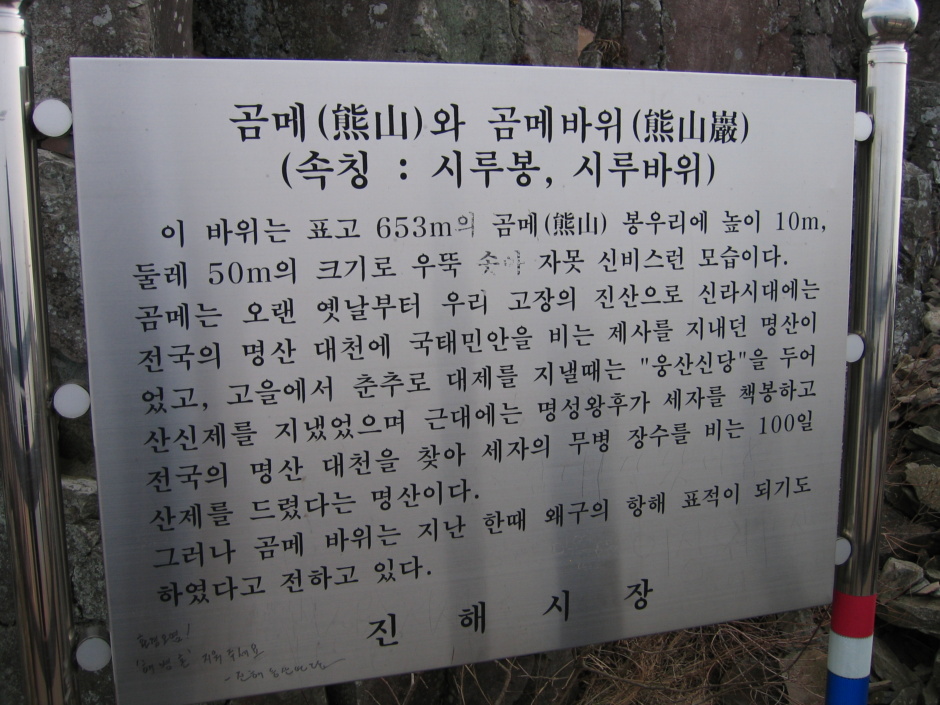 곰메(熊山)와 곰메바위(熊山巖)
(속칭 : 시루봉, 시루바위)
이 바위는 표고 653m의 곰메(熊山) 봉우리에 높이 10m,
둘레 50m의 크기로 우뚝 솟아 자못 신비스런 모습이다.
곰메는 오랜 옛날부터 우리 고장의 진산으로 신라시대에는
전국의 명산 대천에 국태민안을 비는 제사를 지내던 명산이
었고, 고을에서 춘추로 대제를 지낼때는 "웅산신당"을 두어
산신제를 지냈었으며 근대에는 명성왕후가 세자를 책봉하고
전국의 명산 대천을 찾아 세자의 무병 장수를 비는 100일
산제를 드렸다는 명산이다.
그러나 곰메 바위는 지난 한때 왜구의 항해 표적이 되기도
하였다고 전하고 있다.
진 해 시 장